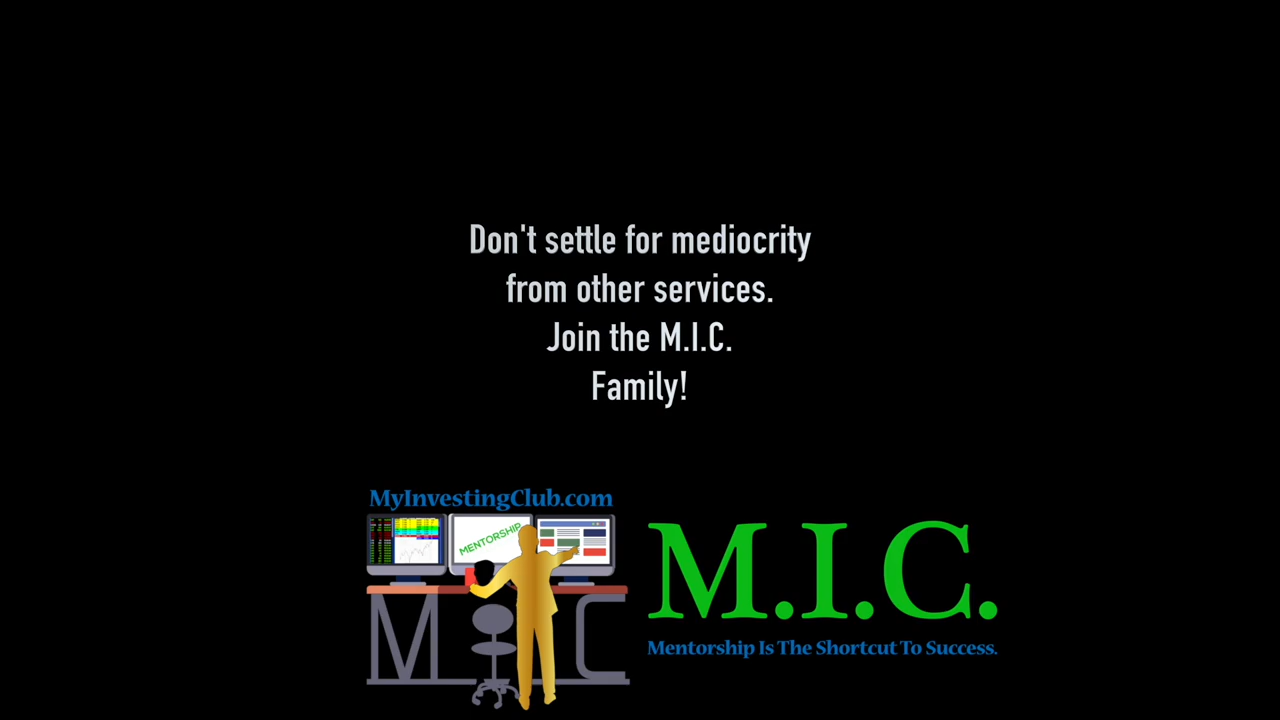 Don't settle for mediocrity
from other services.
Join the M.I.C.
Family!
MyInvestingClub.com
MENTORSHIP
MIC
M.I.C.
Mentorship Is The Shortcut To Success.